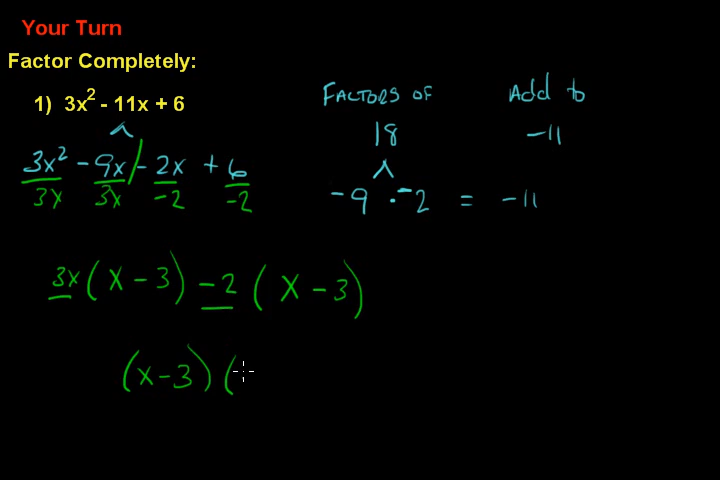 Your Turn
Factor Completely:
1) 3x² - 11x + 6
FACTORS OF
Add to
18
-11
3x² - 9x - 2x + 6
3x 3x -2 -2
-9 · -2 = -11
3x(x - 3) -2(x - 3)
(x-3)(